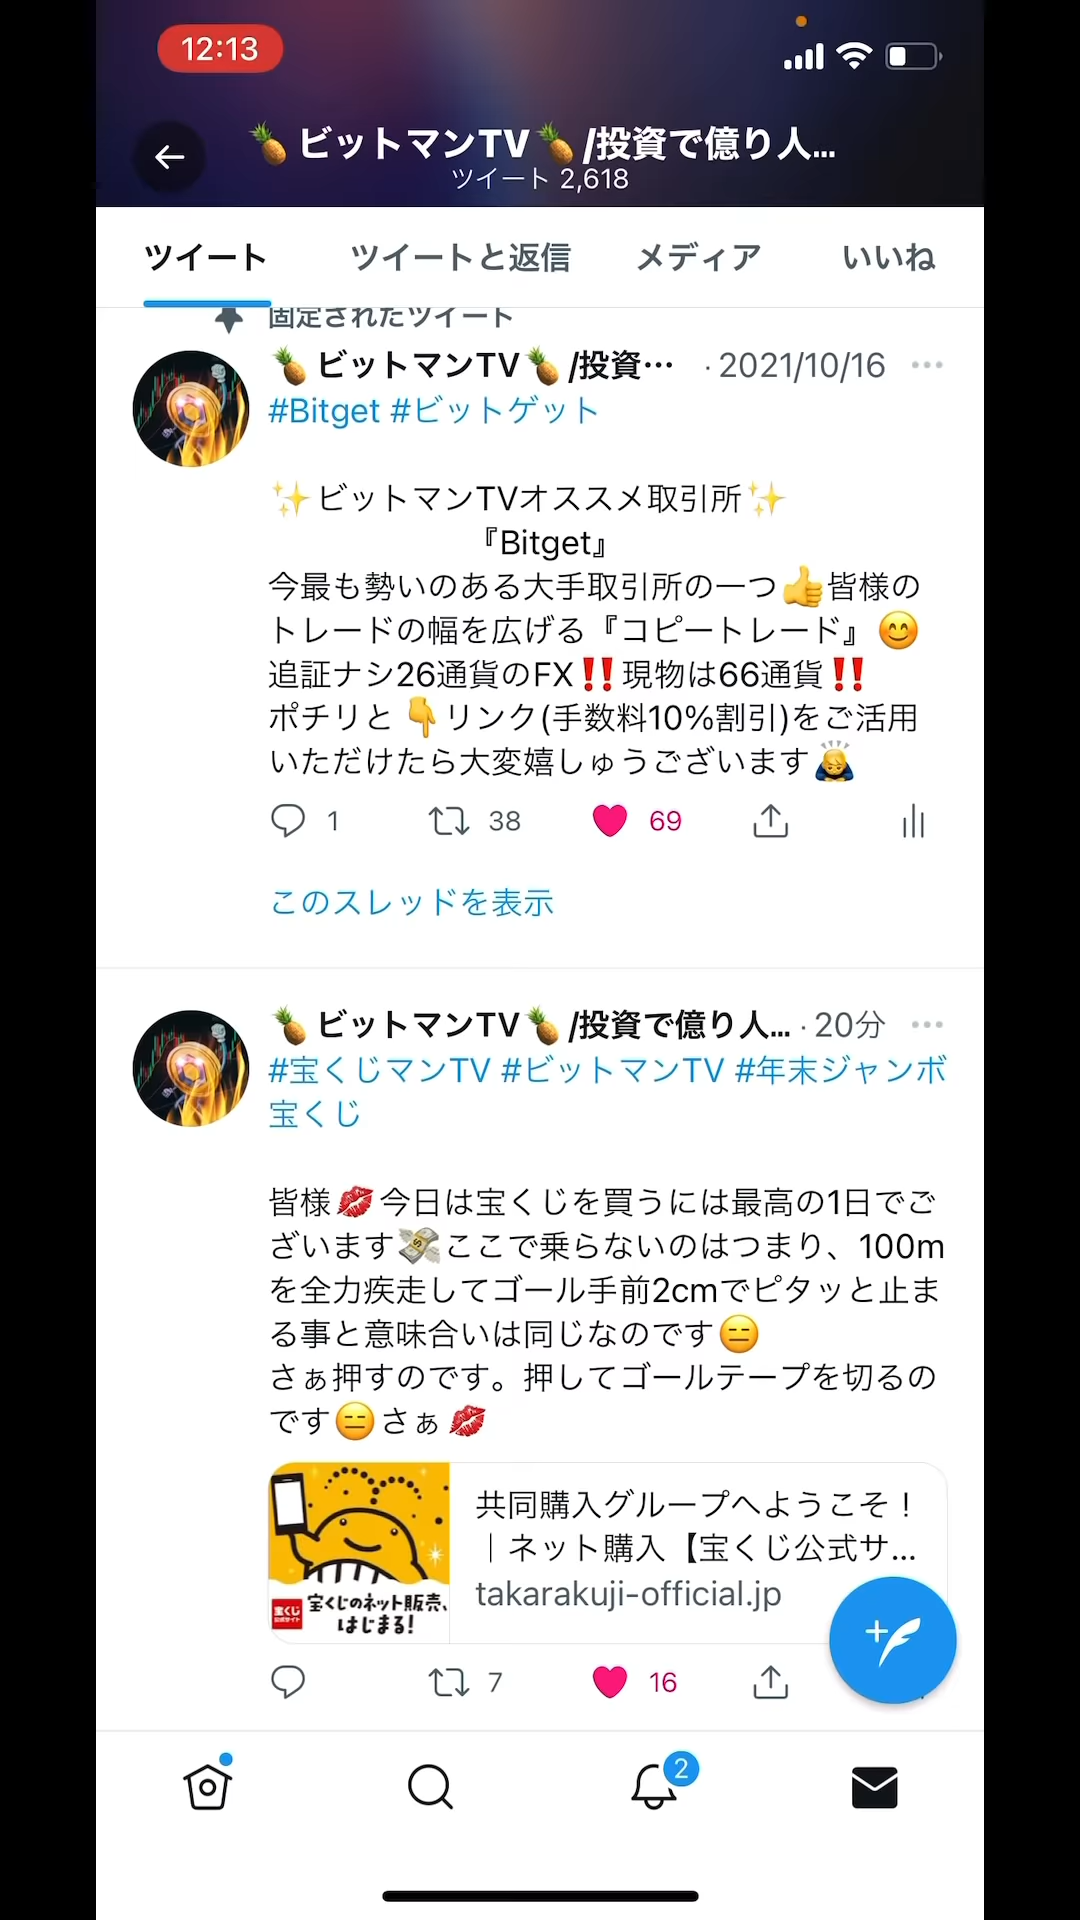 12:13
🍍ビットマンTV🍍/投資で億り人…
ツイート 2,618
ツイート ツイートと返信 メディア いいね
固定されたツイート
🍍ビットマンTV🍍/投資… · 2021/10/16
#Bitget #ビットゲット
✨ビットマンTVオススメ取引所✨
『Bitget』
今最も勢いのある大手取引所の一つ👍皆様の
トレードの幅を広げる『コピートレード』😊
追証ナシ26通貨のFX‼️現物は66通貨‼️
ポチリと👇リンク(手数料10%割引)をご活用
いただけたら大変嬉しゅうございます🙇
1 38 69
このスレッドを表示
🍍ビットマンTV🍍/投資で億り人… · 20分
#宝くじマンTV #ビットマンTV #年末ジャンボ
宝くじ
皆様💋今日は宝くじを買うには最高の1日でご
ざいます💸ここで乗らないのはつまり、100m
を全力疾走してゴール手前2cmでピタッと止ま
る事と意味合いは同じなのです😑
さぁ押すのです。押してゴールテープを切るの
です😑さぁ💋
共同購入グループへようこそ！
｜ネット購入【宝くじ公式サ…
takarakuji-official.jp
宝くじ
公式サイト
宝くじのネット販売、
はじまる!
7 16
2